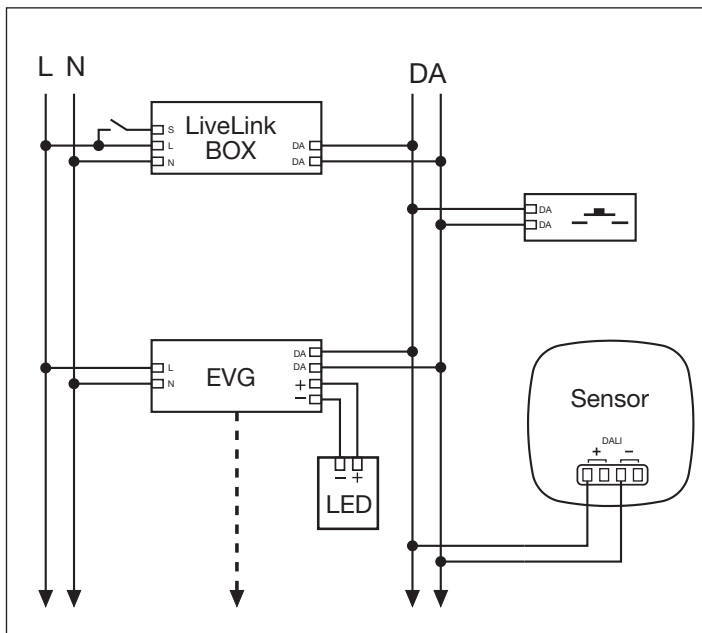 L N
DA
LiveLink
BOX
S
L
N
DA
DA
DA
DA
EVG
L
N
DA
DA
+
–
– +
LED
Sensor
DALI
+ –